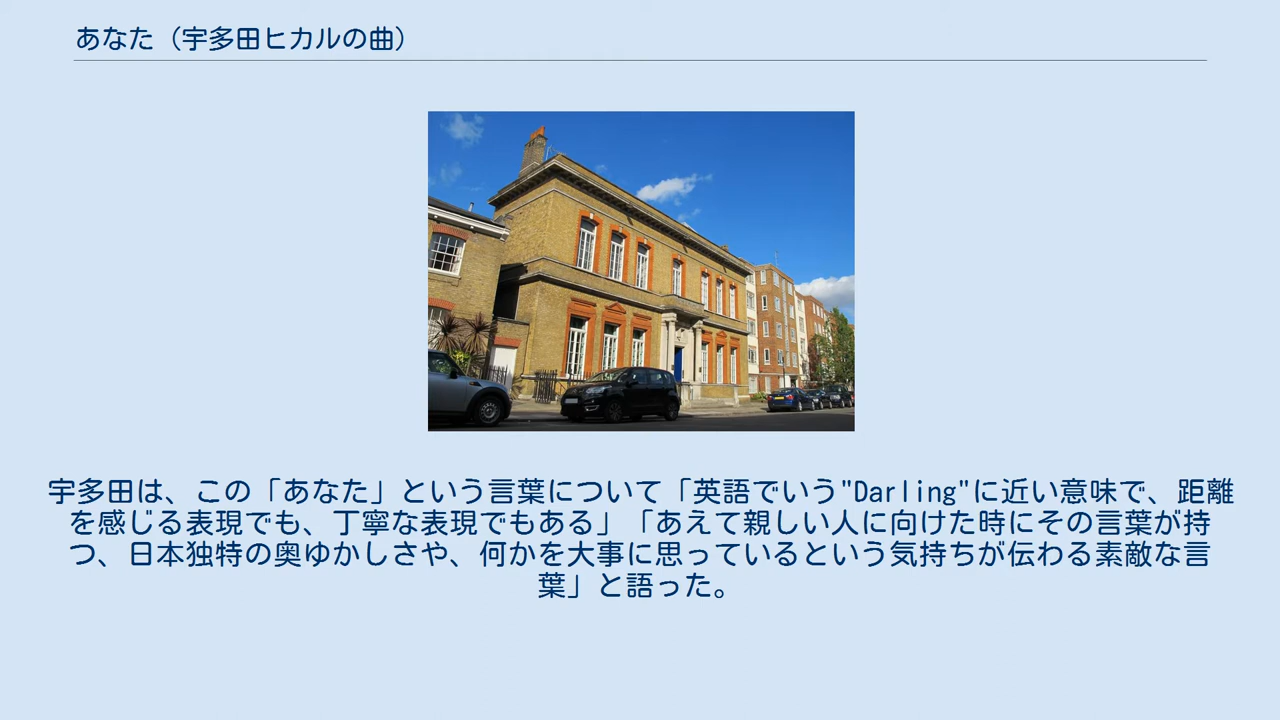 あなた（宇多田ヒカルの曲）
宇多田は、この「あなた」という言葉について「英語でいう"Darling"に近い意味で、距離
を感じる表現でも、丁寧な表現でもある」「あえて親しい人に向けた時にその言葉が持
つ、日本独特の奥ゆかしさや、何かを大事に思っているという気持ちが伝わる素敵な言
葉」と語った。